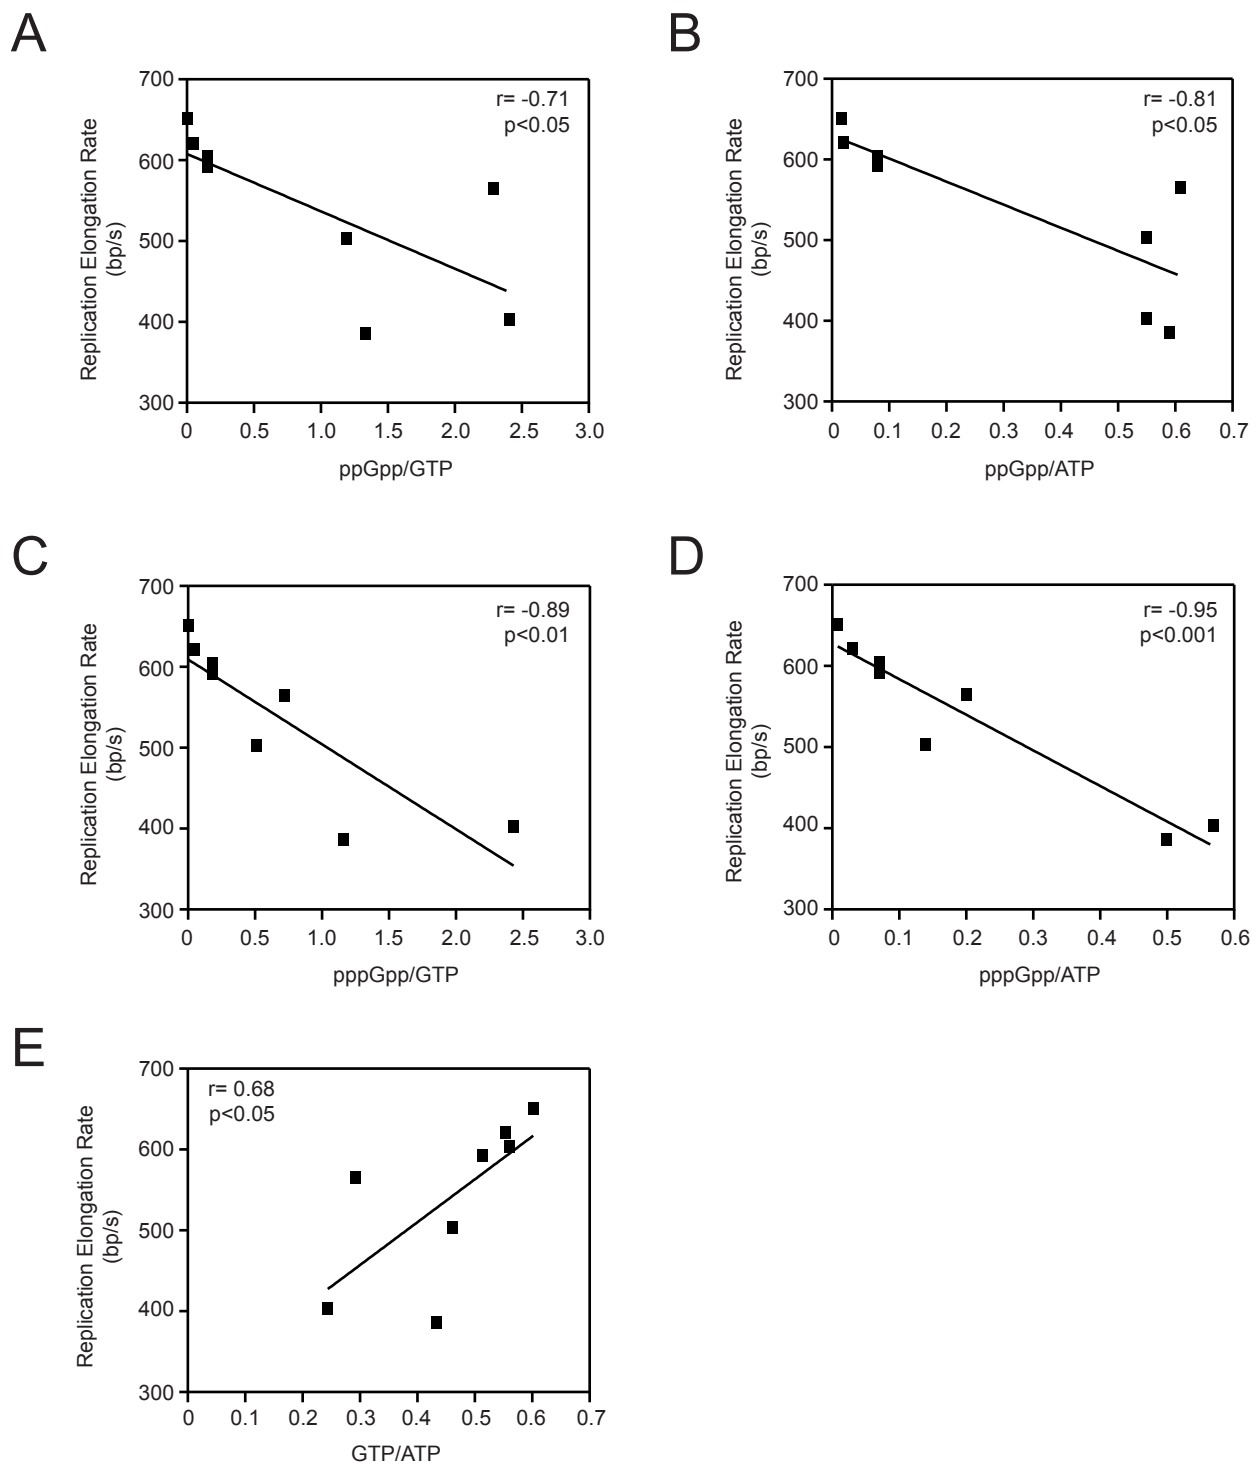 A
700
600
500
400
300
Replication Elongation Rate
(bp/s)
r= -0.71
p<0.05
0 0.5 1.0 1.5 2.0 2.5 3.0
ppGpp/GTP
B
700
600
500
400
300
Replication Elongation Rate
(bp/s)
r= -0.81
p<0.05
0 0.1 0.2 0.3 0.4 0.5 0.6 0.7
ppGpp/ATP
C
700
600
500
400
300
Replication Elongation Rate
(bp/s)
r= -0.89
p<0.01
0 0.5 1.0 1.5 2.0 2.5 3.0
pppGpp/GTP
D
700
600
500
400
300
Replication Elongation Rate
(bp/s)
r= -0.95
p<0.001
0 0.1 0.2 0.3 0.4 0.5 0.6
pppGpp/ATP
E
700
600
500
400
300
Replication Elongation Rate
(bp/s)
r= 0.68
p<0.05
0 0.1 0.2 0.3 0.4 0.5 0.6 0.7
GTP/ATP